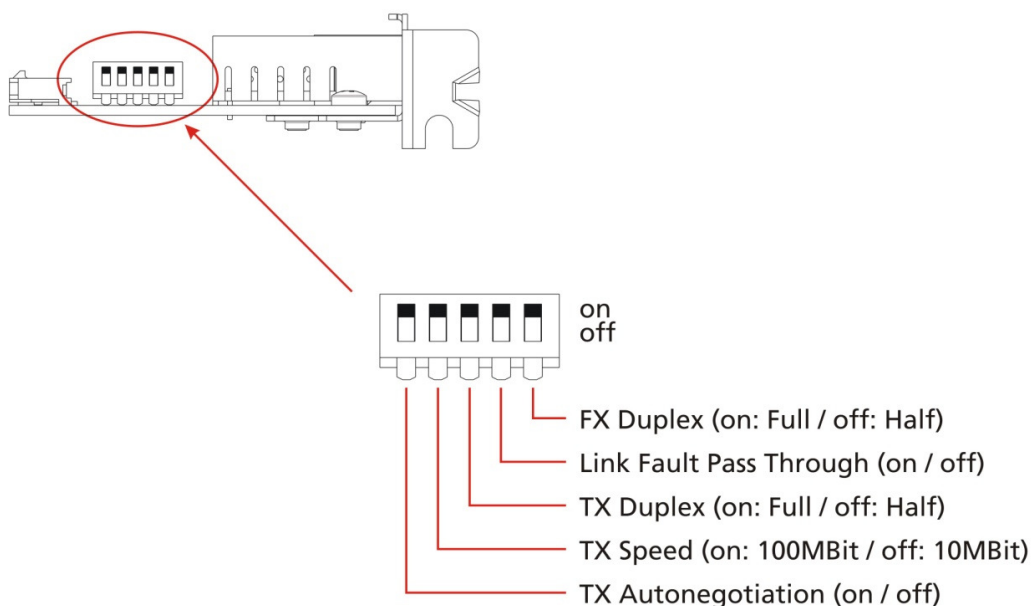 on
off
FX Duplex (on: Full / off: Half)
Link Fault Pass Through (on / off)
TX Duplex (on: Full / off: Half)
TX Speed (on: 100MBit / off: 10MBit)
TX Autonegotiation (on / off)